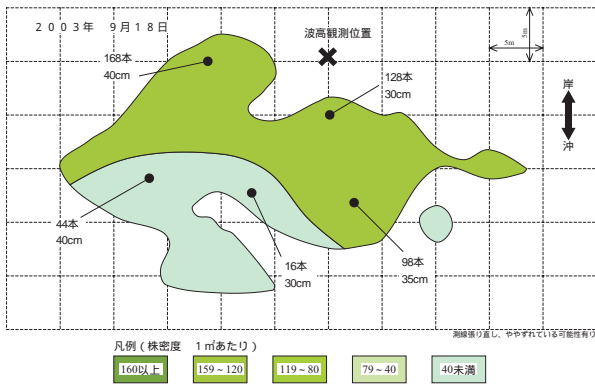 ２００３年　９月１８日
波高観測位置
5m
5m
168本
40cm
128本
30cm
岸
沖
44本
40cm
16本
30cm
98本
35cm
測線張り直し、ややずれている可能性有り
凡例（株密度　１㎡あたり）
160以上
159～120
119～80
79～40
40未満